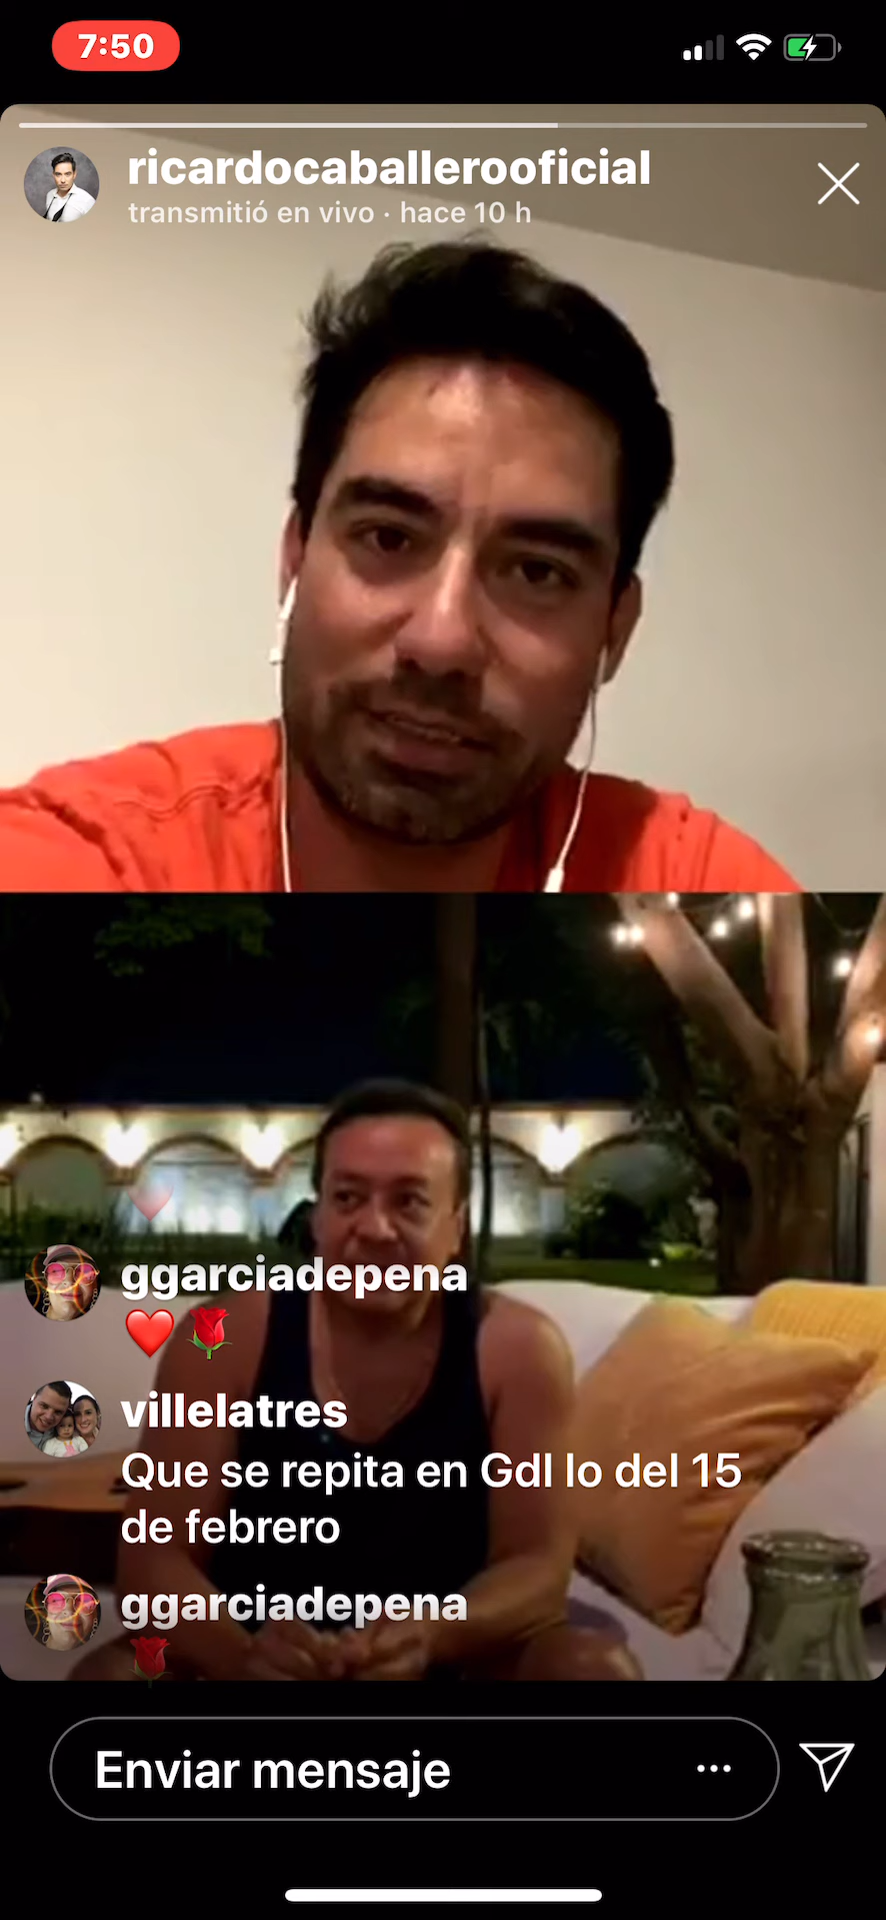 7:50
ricardocaballerooficial
transmitió en vivo · hace 10 h
ggarciadepena
villelatres
Que se repita en Gdl lo del 15
de febrero
ggarciadepena
Enviar mensaje